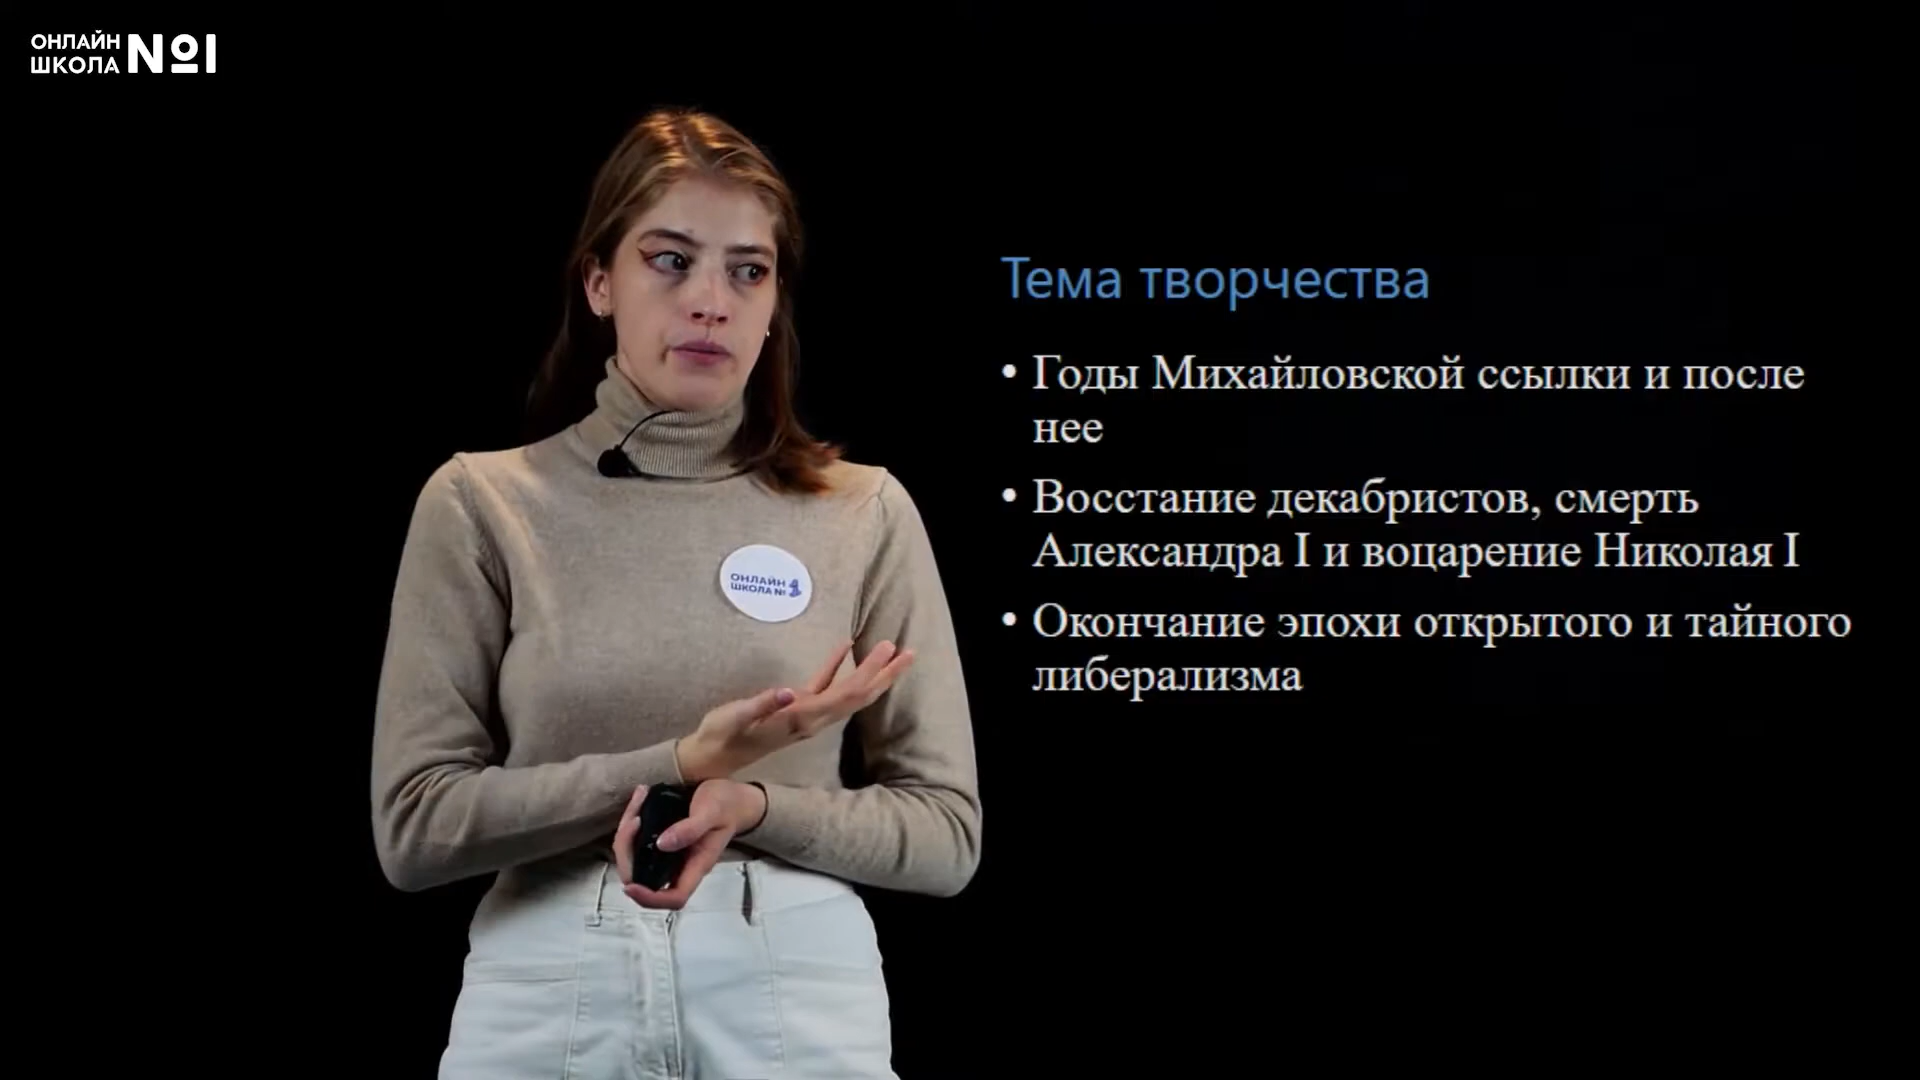 ОНЛАЙН
ШКОЛА №1
Тема творчества
• Годы Михайловской ссылки и после
нее
• Восстание декабристов, смерть
Александра I и воцарение Николая I
• Окончание эпохи открытого и тайного
либерализма
ОНЛАЙН
ШКОЛА №1